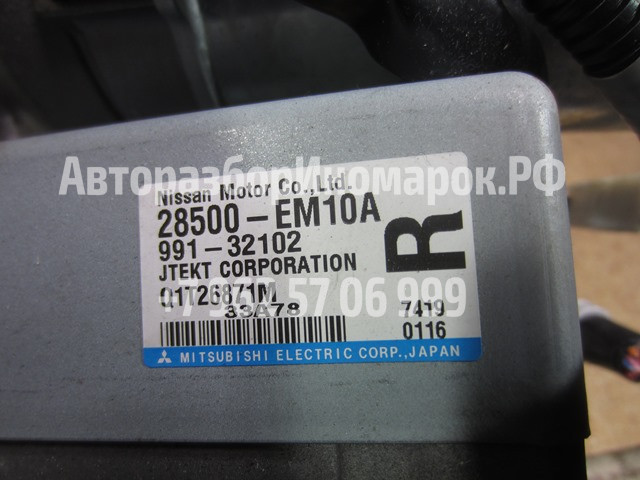 АвторазборИномарок.РФ
Nissan Motor Co.,Ltd.
28500-EM10A
991-32102
R
JTEKT CORPORATION
Q1T26871M
33A78
7419
0116
MITSUBISHI ELECTRIC CORP.,JAPAN